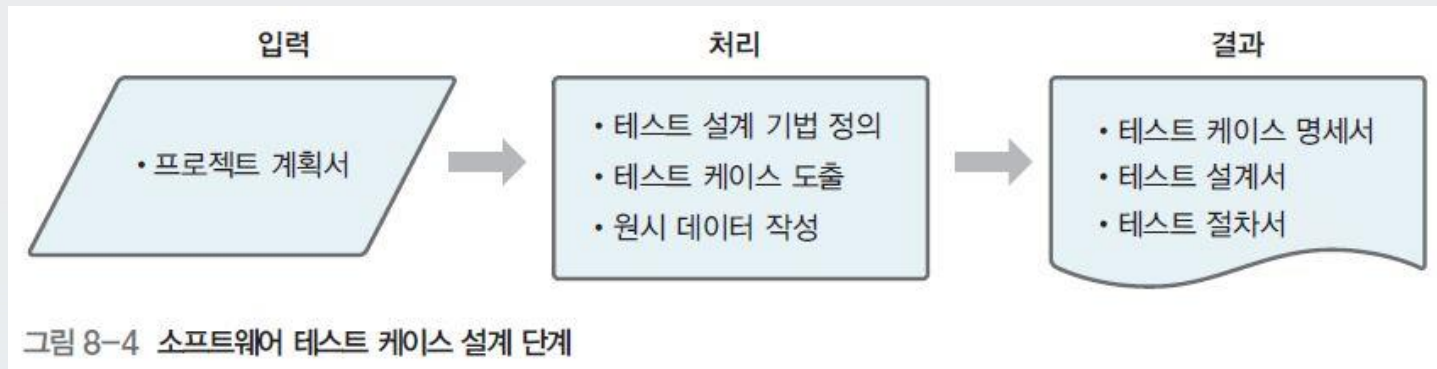 입력
• 프로젝트 계획서
처리
• 테스트 설계 기법 정의
• 테스트 케이스 도출
• 원시 데이터 작성
결과
• 테스트 케이스 명세서
• 테스트 설계서
• 테스트 절차서
그림 8-4 소프트웨어 테스트 케이스 설계 단계